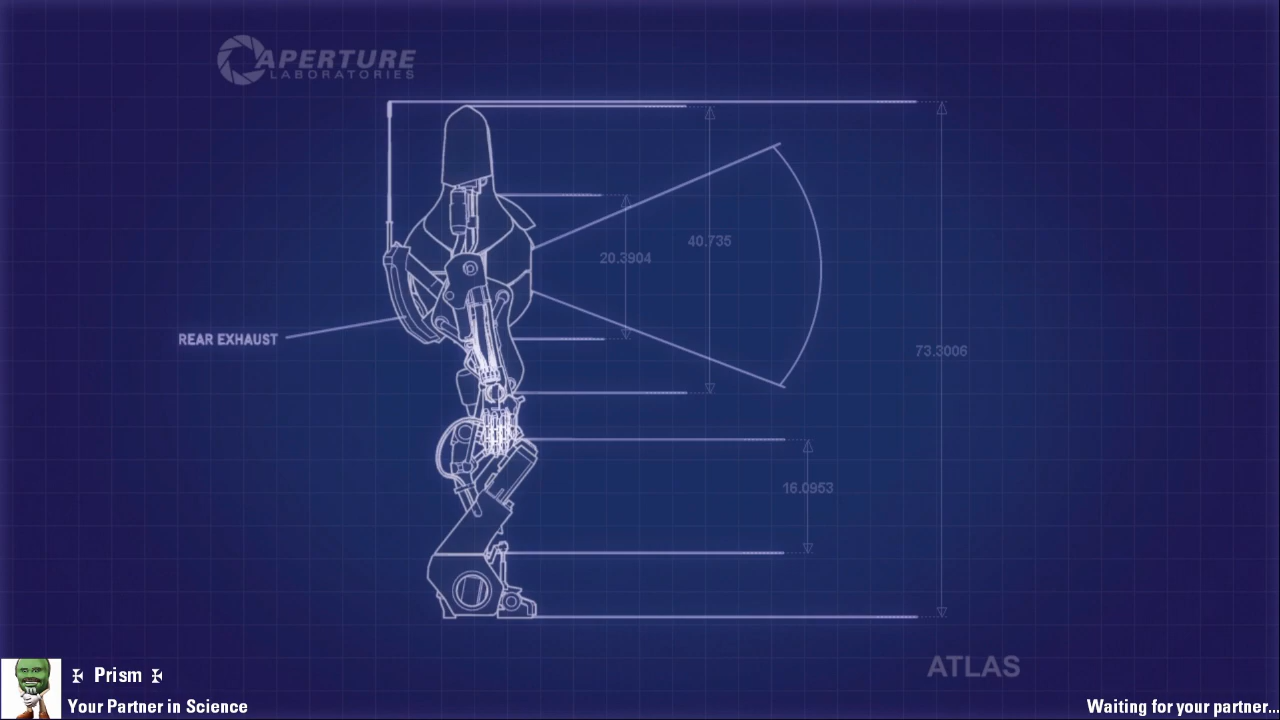 APERTURE
LABORATORIES
20.3904
40.735
REAR EXHAUST
73.3006
16.0953
ATLAS
✠ Prism ✠
Your Partner in Science
Waiting for your partner...